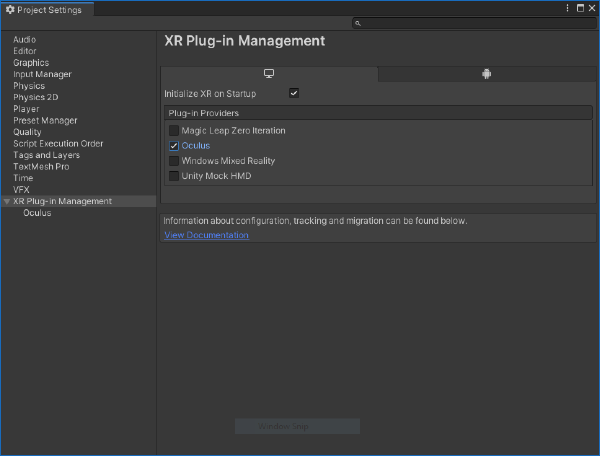 Project Settings
Audio
Editor
Graphics
Input Manager
Physics
Physics 2D
Player
Preset Manager
Quality
Script Execution Order
Tags and Layers
TextMesh Pro
Time
VFX
XR Plug-in Management
Oculus
XR Plug-in Management
Initialize XR on Startup
Plug-in Providers
Magic Leap Zero Iteration
Oculus
Windows Mixed Reality
Unity Mock HMD
Information about configuration, tracking and migration can be found below.
View Documentation
Window Snip